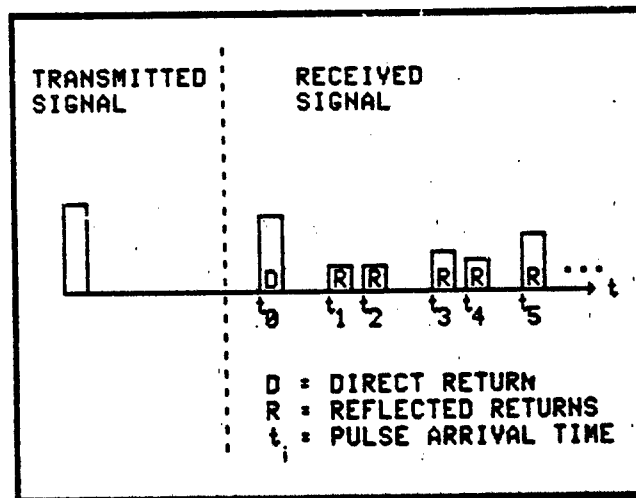 TRANSMITTED SIGNAL
RECEIVED SIGNAL
D R R R R R
t0 t1 t2 t3 t4 t5 t
D = DIRECT RETURN
R = REFLECTED RETURNS
ti = PULSE ARRIVAL TIME